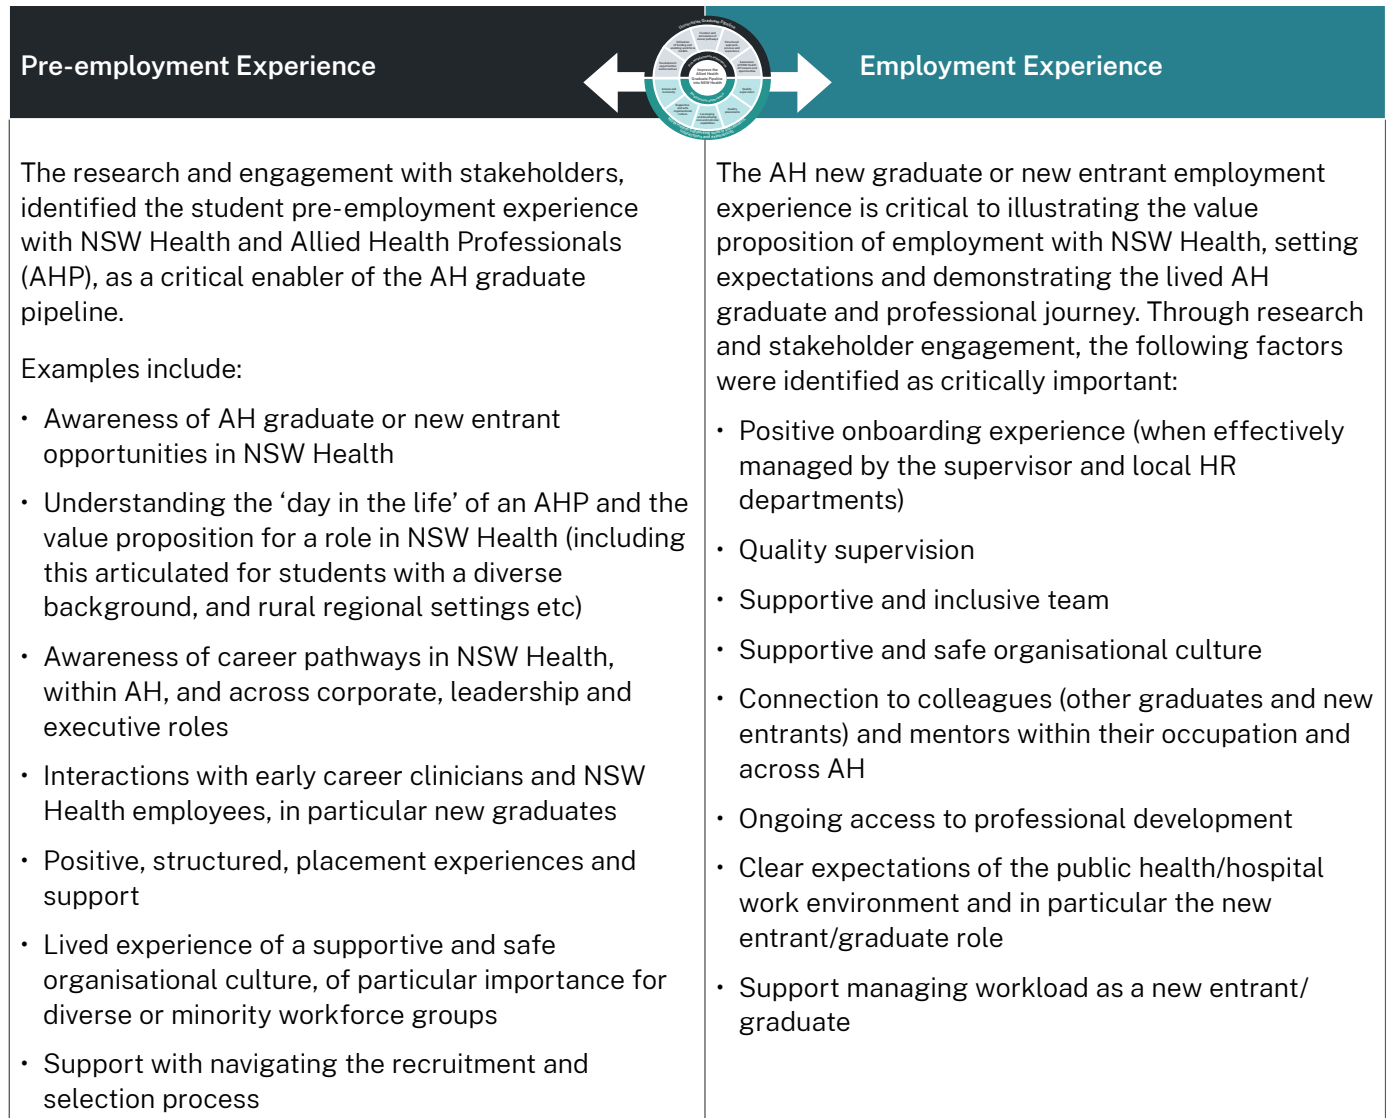 Pre-employment Experience
Employment Experience
Improve the
Allied Health
Graduate Pipeline
into NSW Health
The research and engagement with stakeholders,
identified the student pre-employment experience
with NSW Health and Allied Health Professionals
(AHP), as a critical enabler of the AH graduate
pipeline.
Examples include:
• Awareness of AH graduate or new entrant
opportunities in NSW Health
• Understanding the ‘day in the life’ of an AHP and the
value proposition for a role in NSW Health (including
this articulated for students with a diverse
background, and rural regional settings etc)
• Awareness of career pathways in NSW Health,
within AH, and across corporate, leadership and
executive roles
• Interactions with early career clinicians and NSW
Health employees, in particular new graduates
• Positive, structured, placement experiences and
support
• Lived experience of a supportive and safe
organisational culture, of particular importance for
diverse or minority workforce groups
• Support with navigating the recruitment and
selection process
The AH new graduate or new entrant employment
experience is critical to illustrating the value
proposition of employment with NSW Health, setting
expectations and demonstrating the lived AH
graduate and professional journey. Through research
and stakeholder engagement, the following factors
were identified as critically important:
• Positive onboarding experience (when effectively
managed by the supervisor and local HR
departments)
• Quality supervision
• Supportive and inclusive team
• Supportive and safe organisational culture
• Connection to colleagues (other graduates and new
entrants) and mentors within their occupation and
across AH
• Ongoing access to professional development
• Clear expectations of the public health/hospital
work environment and in particular the new
entrant/graduate role
• Support managing workload as a new entrant/
graduate